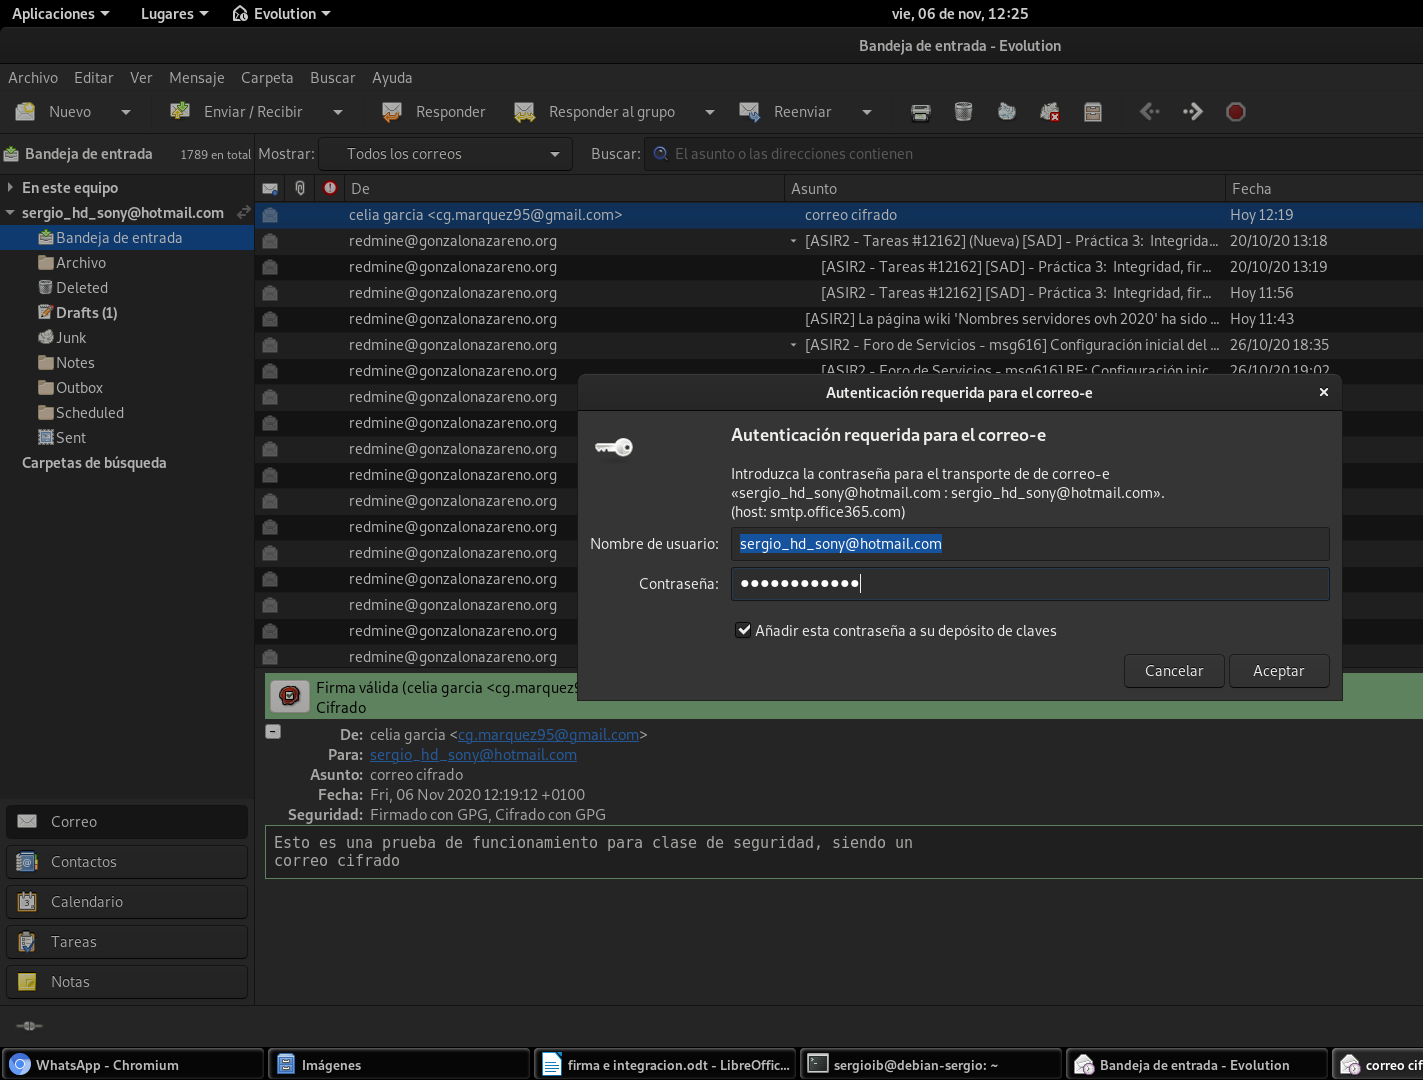 Aplicaciones Lugares Evolution vie, 06 de nov, 12:25
Bandeja de entrada - Evolution
Archivo Editar Ver Mensaje Carpeta Buscar Ayuda
Nuevo Enviar / Recibir Responder Responder al grupo Reenviar
Bandeja de entrada 1789 en total Mostrar: Todos los correos Buscar: El asunto o las direcciones contienen
De Asunto Fecha
En este equipo
sergio_hd_sony@hotmail.com
Bandeja de entrada
Archivo
Deleted
Drafts (1)
Junk
Notes
Outbox
Scheduled
Sent
Carpetas de búsqueda
celia garcia <cg.marquez95@gmail.com> correo cifrado Hoy 12:19
redmine@gonzalonazareno.org [ASIR2 - Tareas #12162] (Nueva) [SAD] - Práctica 3: Integrida... 20/10/20 13:18
redmine@gonzalonazareno.org [ASIR2 - Tareas #12162] [SAD] - Práctica 3: Integridad, fir... 20/10/20 13:19
redmine@gonzalonazareno.org [ASIR2 - Tareas #12162] [SAD] - Práctica 3: Integridad, fir... Hoy 11:56
redmine@gonzalonazareno.org [ASIR2] La página wiki 'Nombres servidores ovh 2020' ha sido ... Hoy 11:43
redmine@gonzalonazareno.org [ASIR2 - Foro de Servicios - msg616] Configuración inicial del ... 26/10/20 18:35
redmine@gonzalonazareno.org [ASIR2 - Foro de Servicios - msg616] RE: Configuración inic... 26/10/20 19:02
redmine@gonzalonazareno.org
redmine@gonzalonazareno.org
redmine@gonzalonazareno.org
redmine@gonzalonazareno.org
redmine@gonzalonazareno.org
redmine@gonzalonazareno.org
redmine@gonzalonazareno.org
redmine@gonzalonazareno.org
redmine@gonzalonazareno.org
redmine@gonzalonazareno.org
redmine@gonzalonazareno.org
Autenticación requerida para el correo-e
Autenticación requerida para el correo-e
Introduzca la contraseña para el transporte de de correo-e
«sergio_hd_sony@hotmail.com : sergio_hd_sony@hotmail.com».
(host: smtp.office365.com)
Nombre de usuario: sergio_hd_sony@hotmail.com
Contraseña: ●●●●●●●●●●●●
Añadir esta contraseña a su depósito de claves
Cancelar Aceptar
Firma válida (celia garcia <cg.marquez9
Cifrado
De: celia garcia <cg.marquez95@gmail.com>
Para: sergio_hd_sony@hotmail.com
Asunto: correo cifrado
Fecha: Fri, 06 Nov 2020 12:19:12 +0100
Seguridad: Firmado con GPG, Cifrado con GPG
Esto es una prueba de funcionamiento para clase de seguridad, siendo un
correo cifrado
Correo
Contactos
Calendario
Tareas
Notas
WhatsApp - Chromium Imágenes firma e integracion.odt - LibreOffic... sergioib@debian-sergio: ~ Bandeja de entrada - Evolution correo cif